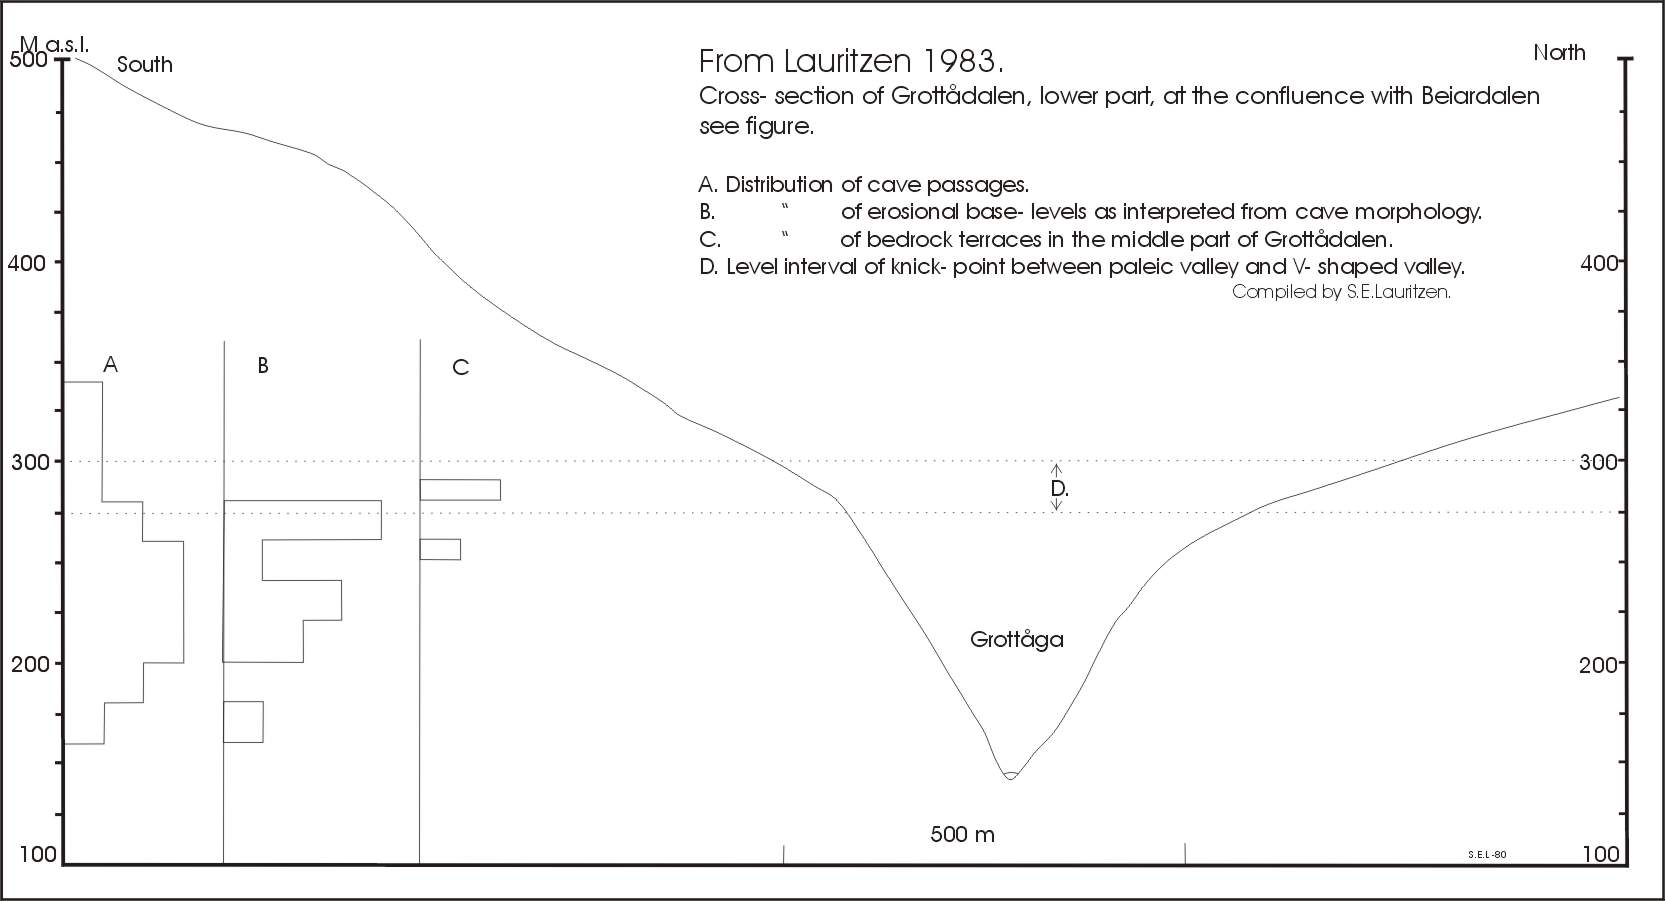 M a.s.l.
500
South
North
From Lauritzen 1983.
Cross- section of Grottådalen, lower part, at the confluence with Beiardalen
see figure.
A. Distribution of cave passages.
B. " of erosional base- levels as interpreted from cave morphology.
C. " of bedrock terraces in the middle part of Grottådalen.
D. Level interval of knick- point between paleic valley and V- shaped valley.
Compiled by S.E.Lauritzen.
400
400
A
B
C
300
300
D.
Grottåga
200
200
500 m
100
S.E.L-80
100